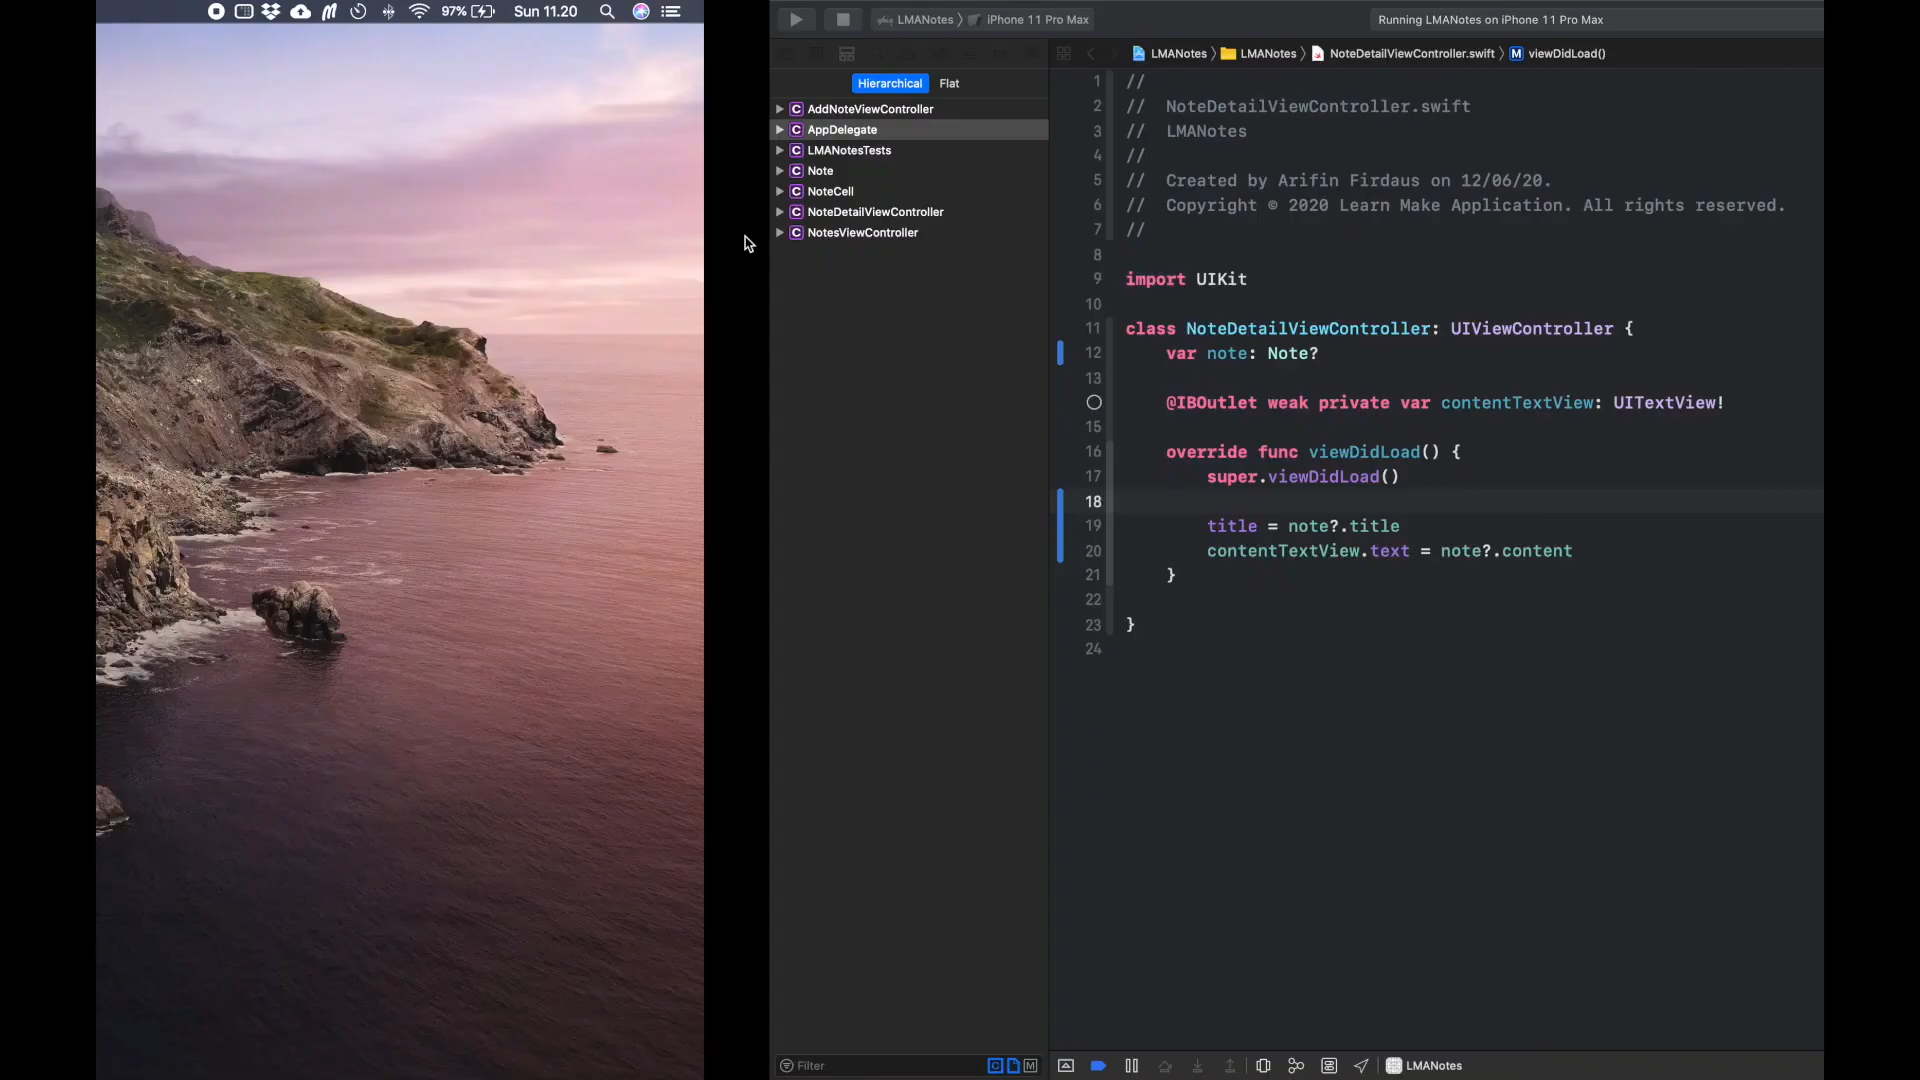 97% Sun 11.20
LMANotes iPhone 11 Pro Max
Running LMANotes on iPhone 11 Pro Max
LMANotes LMANotes NoteDetailViewController.swift M viewDidLoad()
Hierarchical Flat
C AddNoteViewController
C AppDelegate
C LMANotesTests
C Note
C NoteCell
C NoteDetailViewController
C NotesViewController
1 //
2 // NoteDetailViewController.swift
3 // LMANotes
4 //
5 // Created by Arifin Firdaus on 12/06/20.
6 // Copyright © 2020 Learn Make Application. All rights reserved.
7 //
8
9 import UIKit
10
11 class NoteDetailViewController: UIViewController {
12 var note: Note?
13
@IBOutlet weak private var contentTextView: UITextView!
15
16 override func viewDidLoad() {
17 super.viewDidLoad()
18
19 title = note?.title
20 contentTextView.text = note?.content
21 }
22
23 }
24
Filter C M
LMANotes